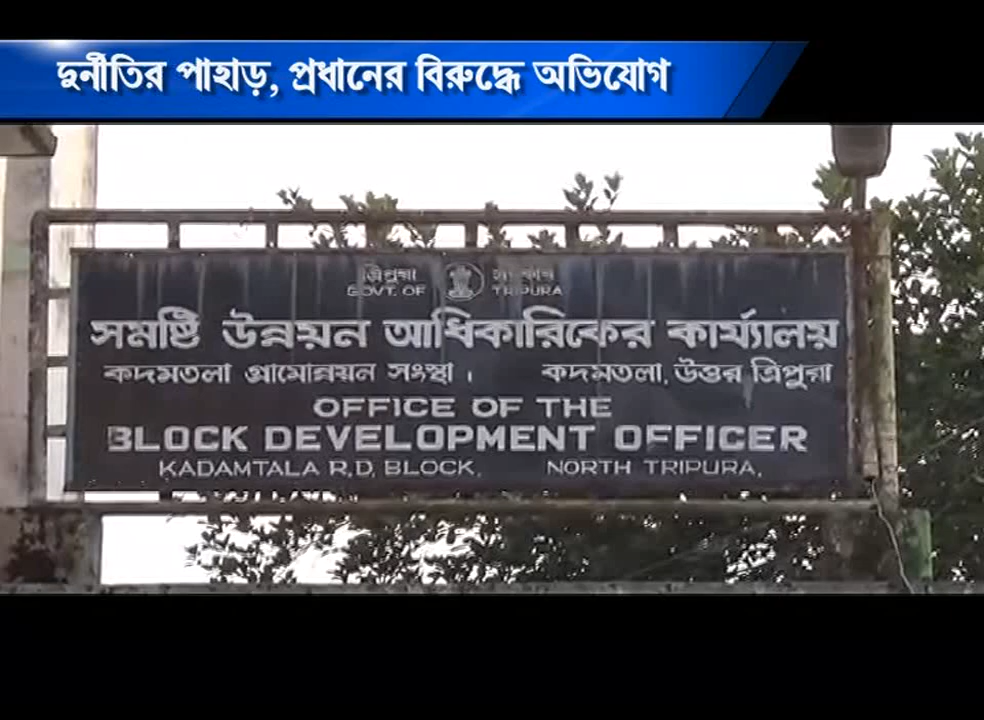 দুর্নীতির পাহাড়, প্রধানের বিরুদ্ধে অভিযোগ
ত্রিপুরা সরকার
GOVT. OF TRIPURA
সমষ্টি উন্নয়ন আধিকারিকের কার্য্যালয়
কদমতলা গ্রামোন্নয়ন সংস্থা । কদমতলা, উত্তর ত্রিপুরা
OFFICE OF THE
BLOCK DEVELOPMENT OFFICER
KADAMTALA R.D. BLOCK. NORTH TRIPURA.